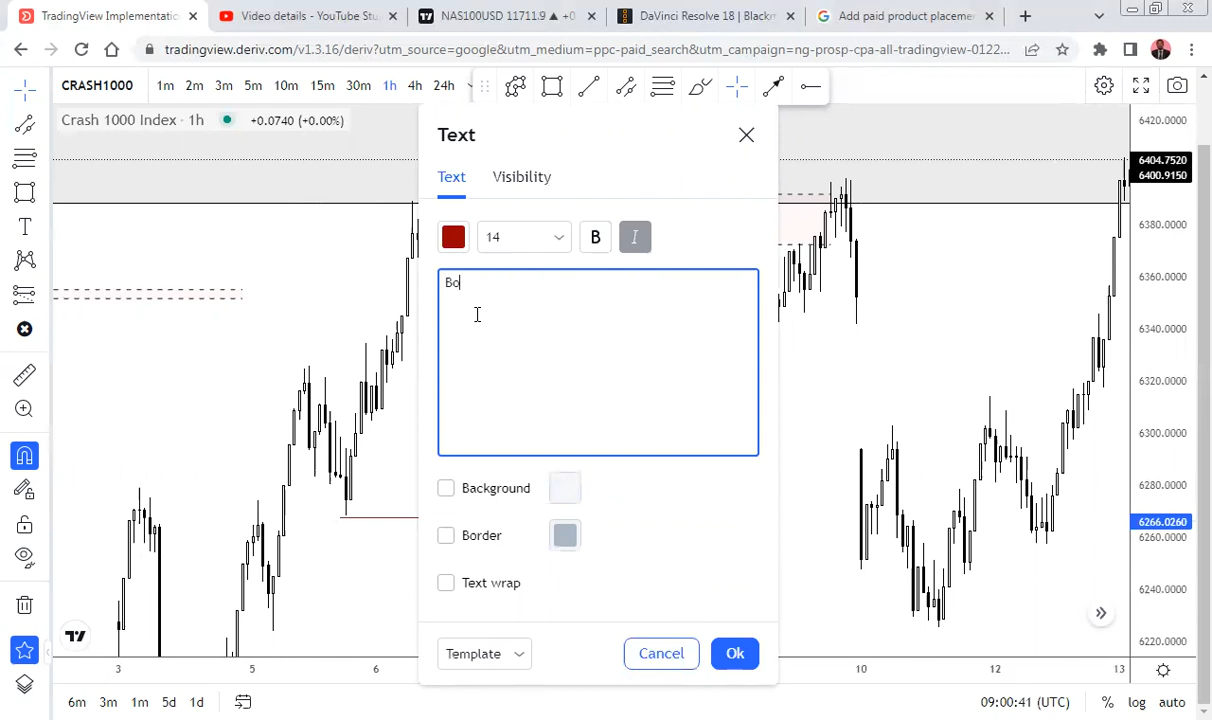 TradingView Implementatic
Video details - YouTube Stu
NAS100USD 11711.9 ▲ +0
DaVinci Resolve 18 | Blackm
Add paid product placeme
tradingview.deriv.com/v1.3.16/deriv?utm_source=google&utm_medium=ppc-paid_search&utm_campaign=ng-prosp-cpa-all-tradingview-0122...
CRASH1000 1m 2m 3m 5m 10m 15m 30m 1h 4h 24h
Crash 1000 Index · 1h +0.0740 (+0.00%)
Text
Text Visibility
14 B I
Bo
Background
Border
Text wrap
Template Cancel Ok
6420.0000
6404.7520
6400.9150
6380.0000
6360.0000
6340.0000
6320.0000
6300.0000
6280.0000
6266.0260
6260.0000
6240.0000
6220.0000
3 5 6 10 12 13
6m 3m 1m 5d 1d 09:00:41 (UTC) % log auto